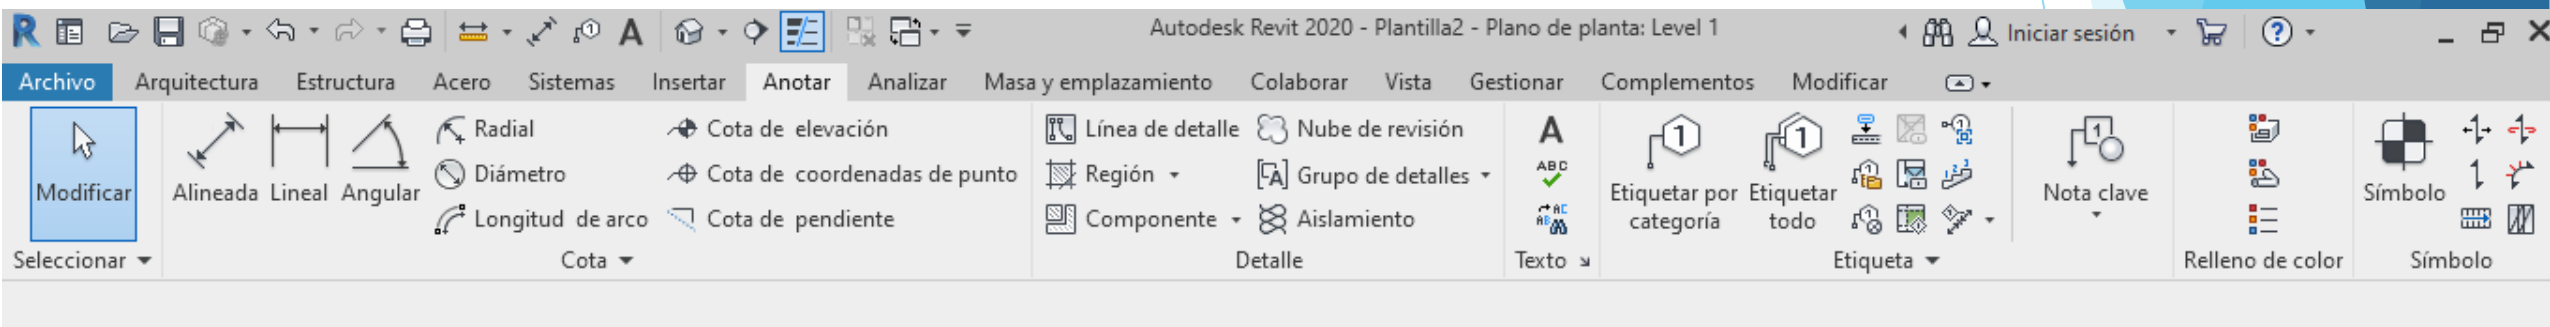 Autodesk Revit 2020 - Plantilla2 - Plano de planta: Level 1 Iniciar sesión
Archivo Arquitectura Estructura Acero Sistemas Insertar Anotar Analizar Masa y emplazamiento Colaborar Vista Gestionar Complementos Modificar
Modificar
Alineada Lineal Angular
Radial
Diámetro
Longitud de arco
Cota de elevación
Cota de coordenadas de punto
Cota de pendiente
Línea de detalle
Región
Componente
Nube de revisión
Grupo de detalles
Aislamiento
A
ABC
Etiquetar por
categoría
Etiquetar
todo
Nota clave
Símbolo
Seleccionar Cota Detalle Texto Etiqueta Relleno de color Símbolo